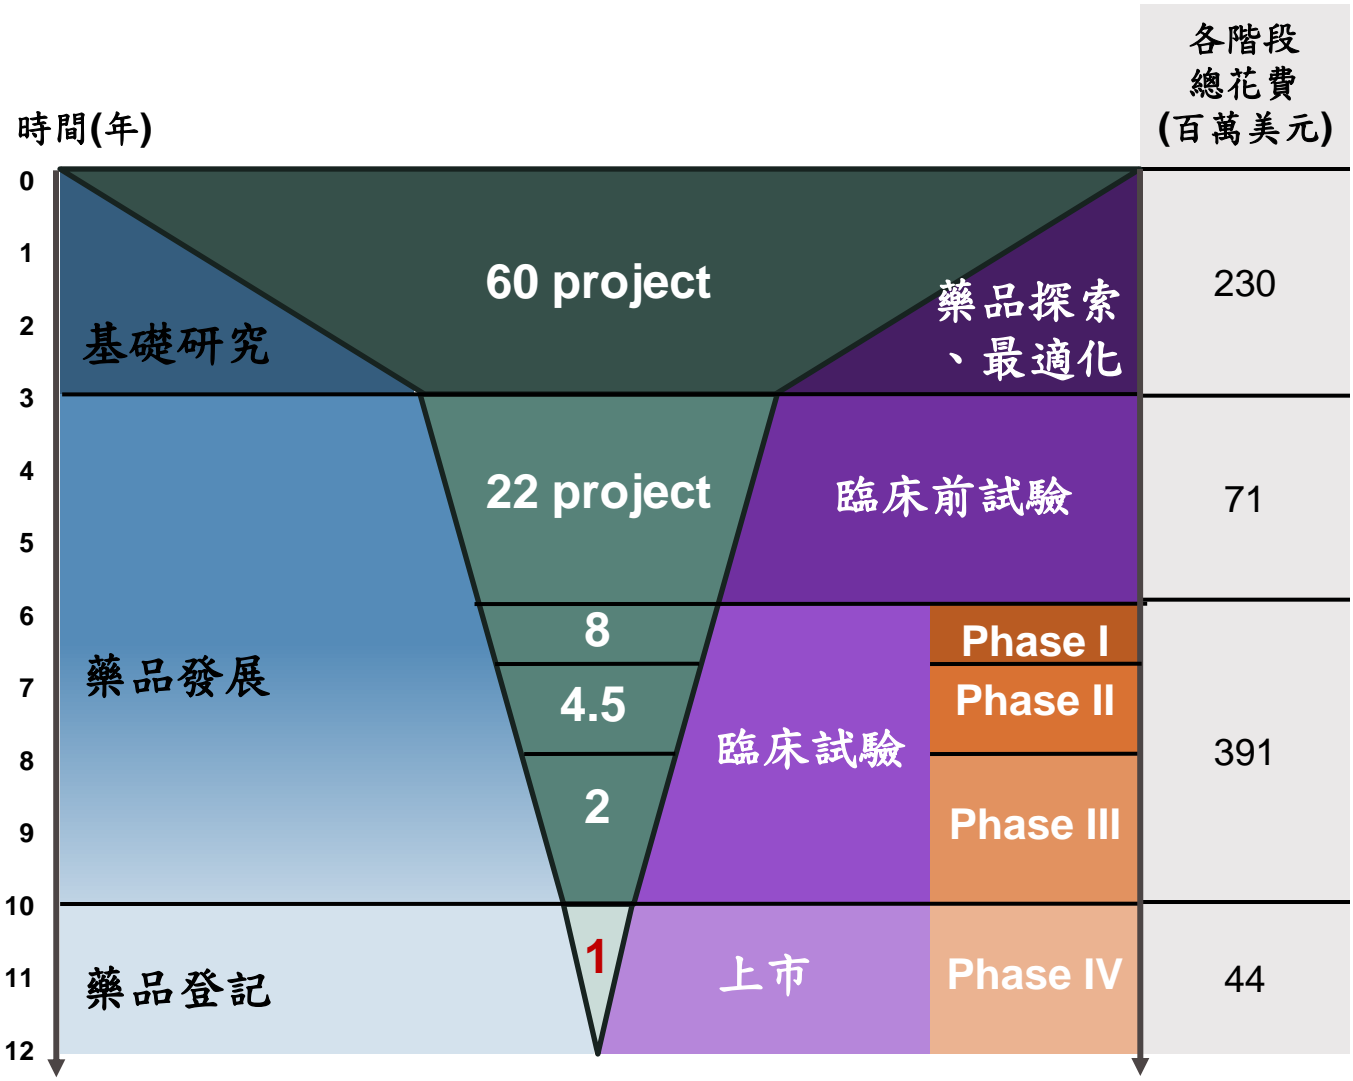 各階段
總花費
(百萬美元)
時間(年)
0
1
2
3
4
5
6
7
8
9
10
11
12
60 project
基礎研究
藥品探索
、最適化
230
22 project
臨床前試驗
71
8
4.5
2
藥品發展
臨床試驗
Phase I
Phase II
Phase III
391
1
藥品登記
上市
Phase IV
44